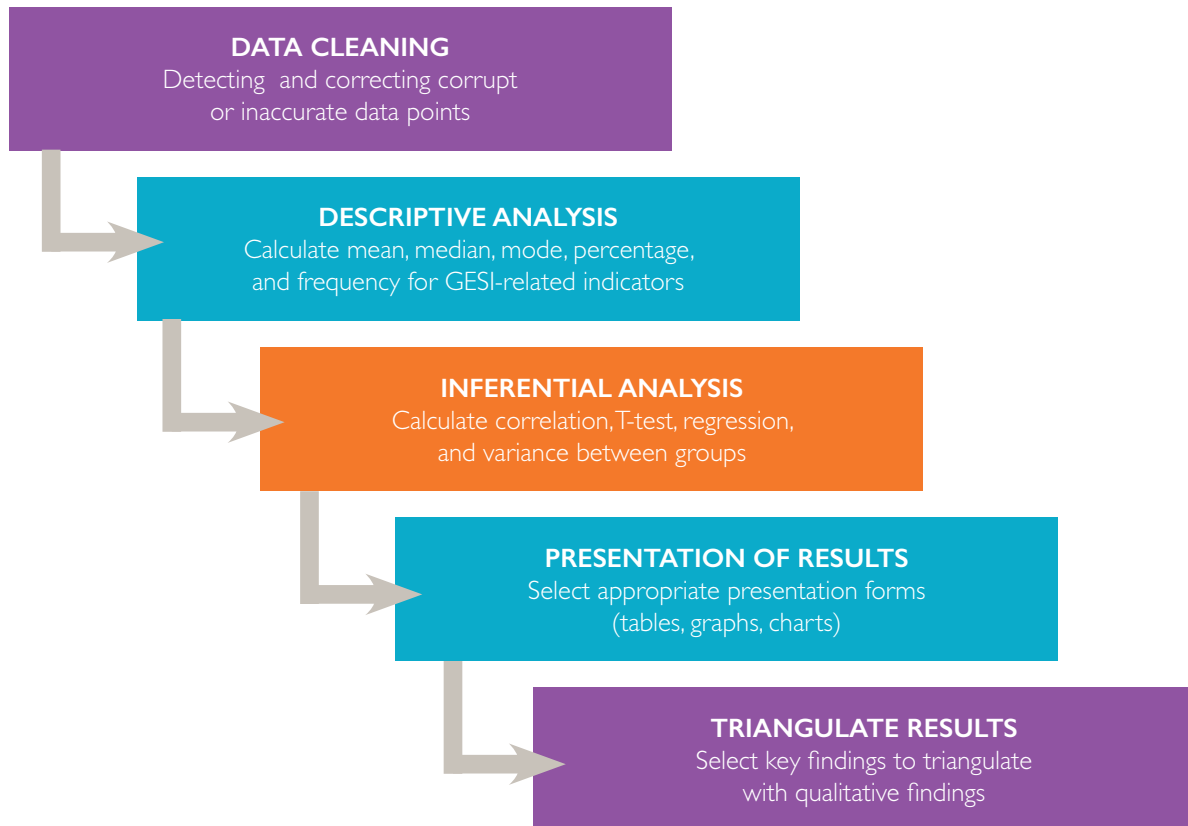 DATA CLEANING
Detecting and correcting corrupt
or inaccurate data points
DESCRIPTIVE ANALYSIS
Calculate mean, median, mode, percentage,
and frequency for GESI-related indicators
INFERENTIAL ANALYSIS
Calculate correlation, T-test, regression,
and variance between groups
PRESENTATION OF RESULTS
Select appropriate presentation forms
(tables, graphs, charts)
TRIANGULATE RESULTS
Select key findings to triangulate
with qualitative findings